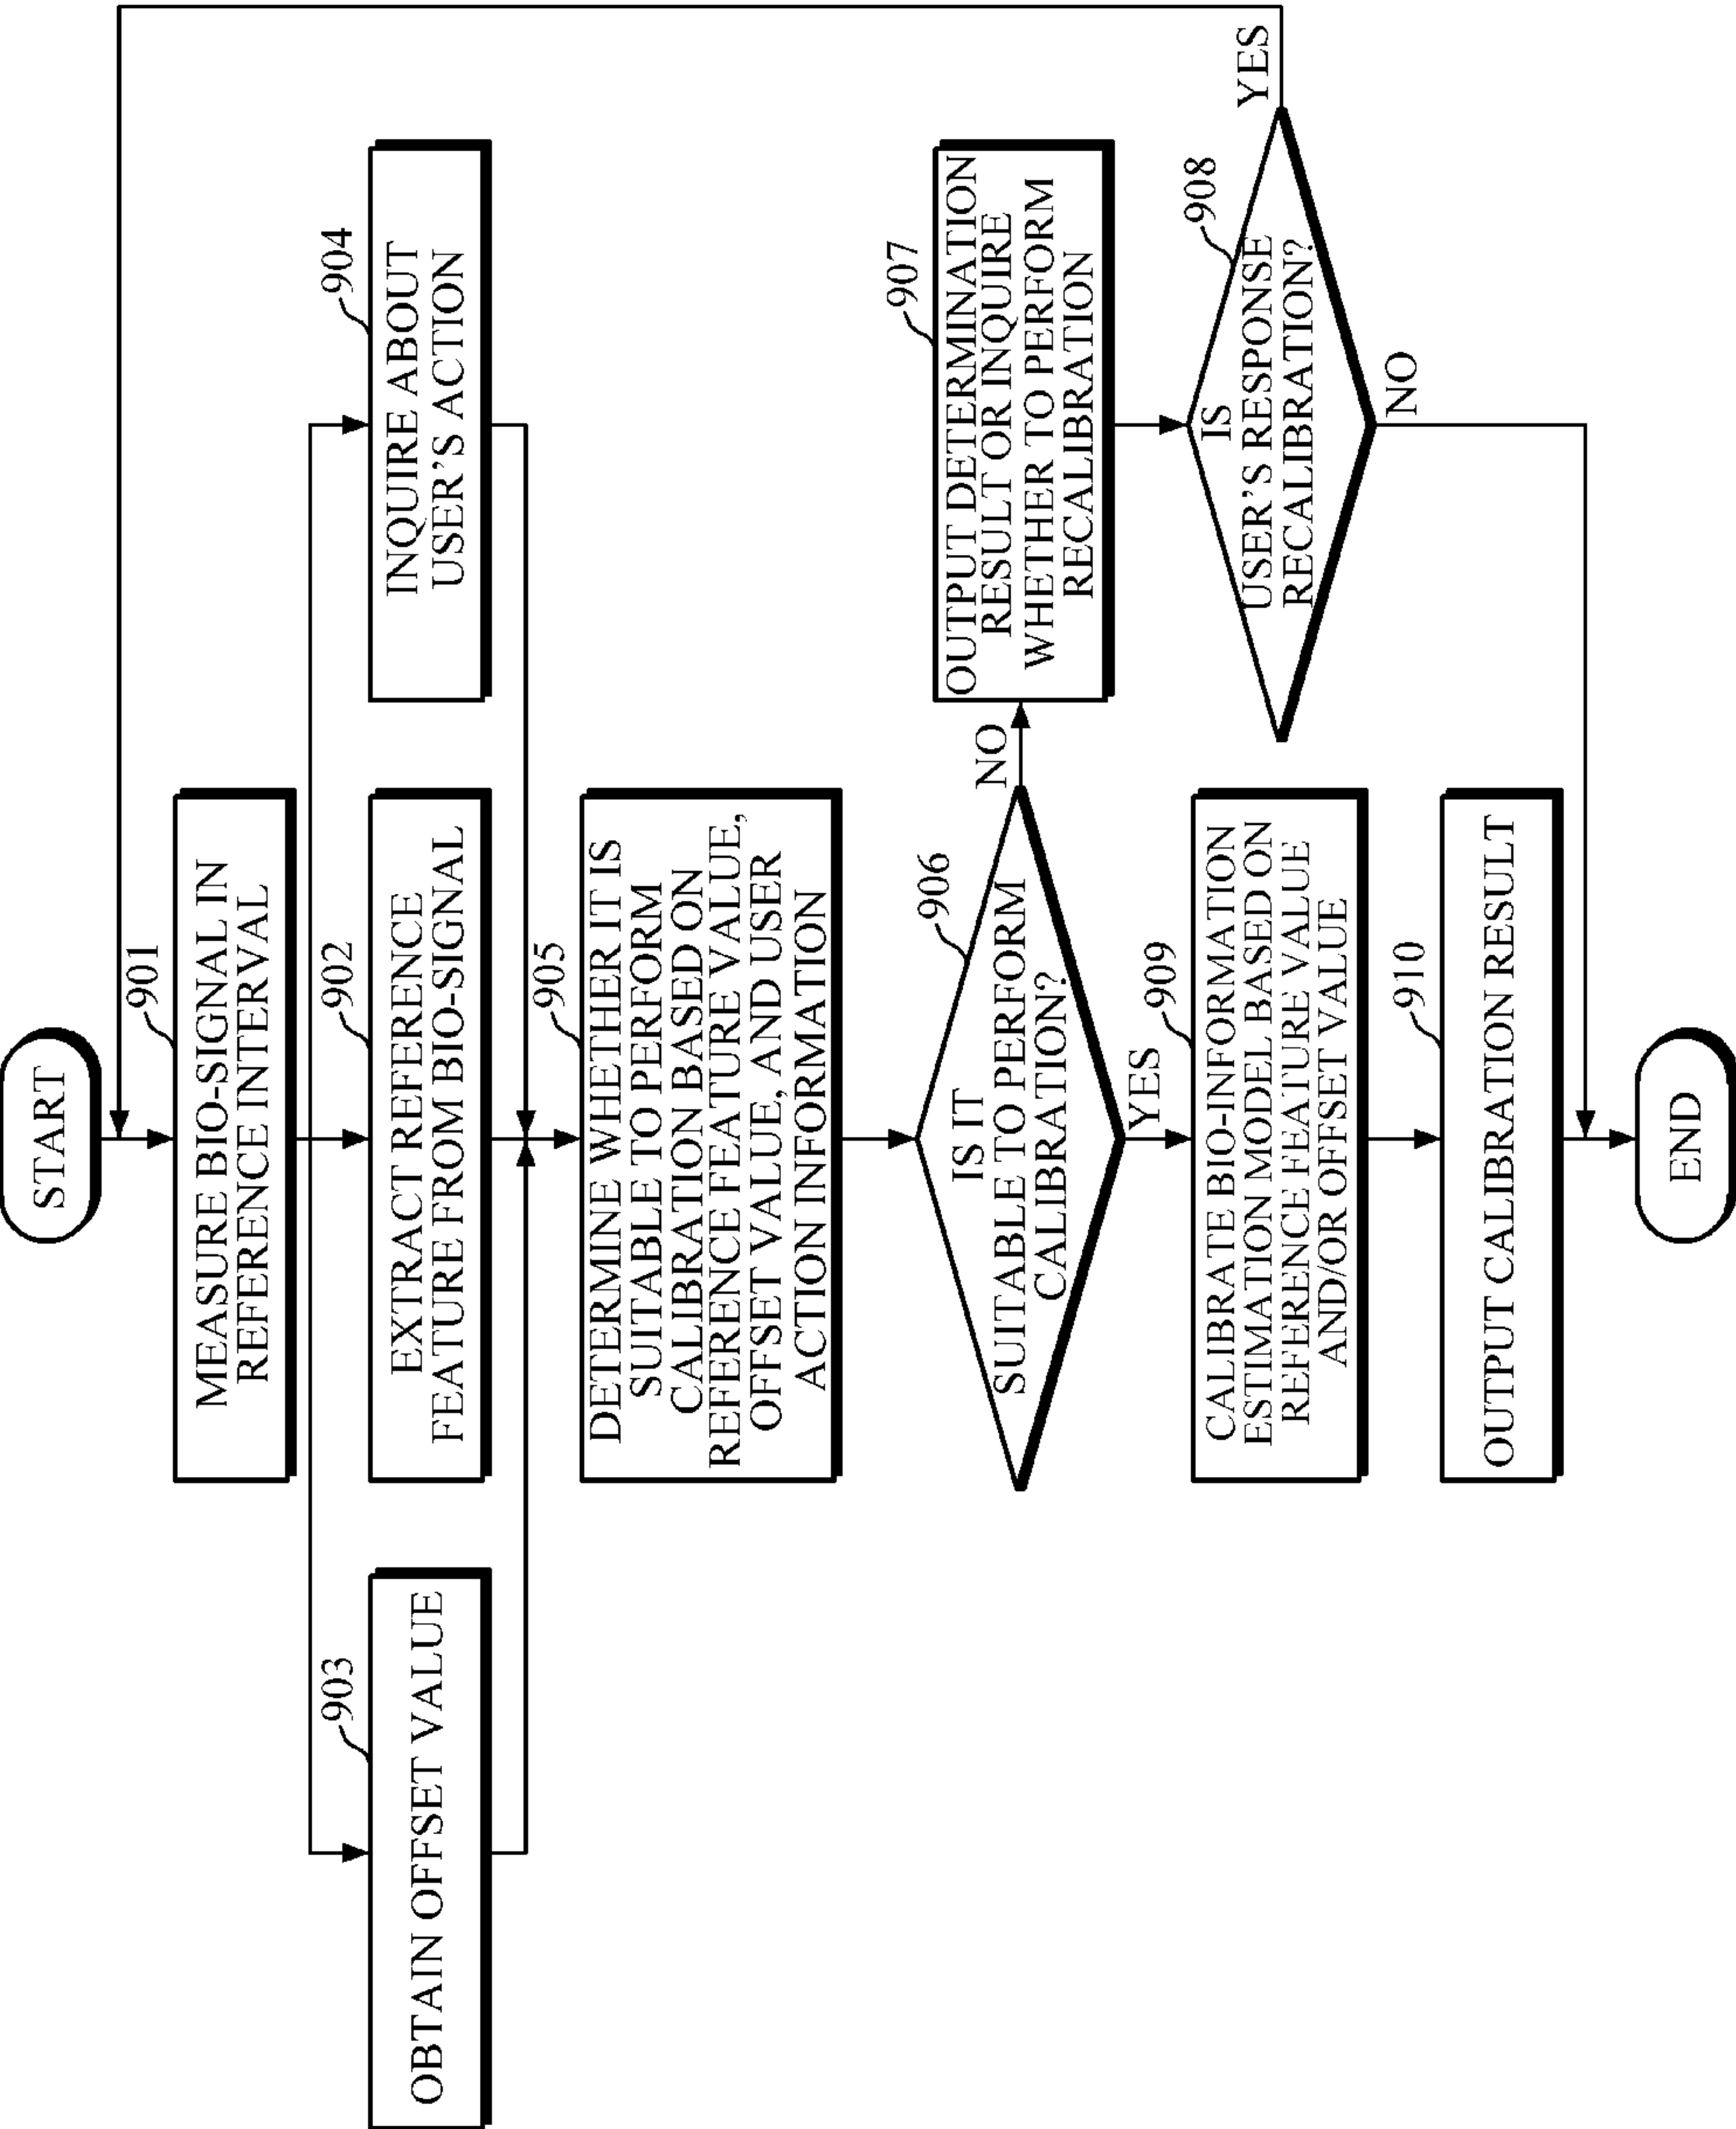 START
901
MEASURE BIO-SIGNAL IN
REFERENCE INTERVAL
903
OBTAIN OFFSET VALUE
902
EXTRACT REFERENCE
FEATURE FROM BIO-SIGNAL
904
INQUIRE ABOUT
USER'S ACTION
905
DETERMINE WHETHER IT IS
SUITABLE TO PERFORM
CALIBRATION BASED ON
REFERENCE FEATURE VALUE,
OFFSET VALUE, AND USER
ACTION INFORMATION
906
IS IT
SUITABLE TO PERFORM
CALIBRATION?
NO
907
OUTPUT DETERMINATION
RESULT OR INQUIRE
WHETHER TO PERFORM
RECALIBRATION
908
IS
USER'S RESPONSE
RECALIBRATION?
YES
NO
YES
909
CALIBRATE BIO-INFORMATION
ESTIMATION MODEL BASED ON
REFERENCE FEATURE VALUE
AND/OR OFFSET VALUE
910
OUTPUT CALIBRATION RESULT
END